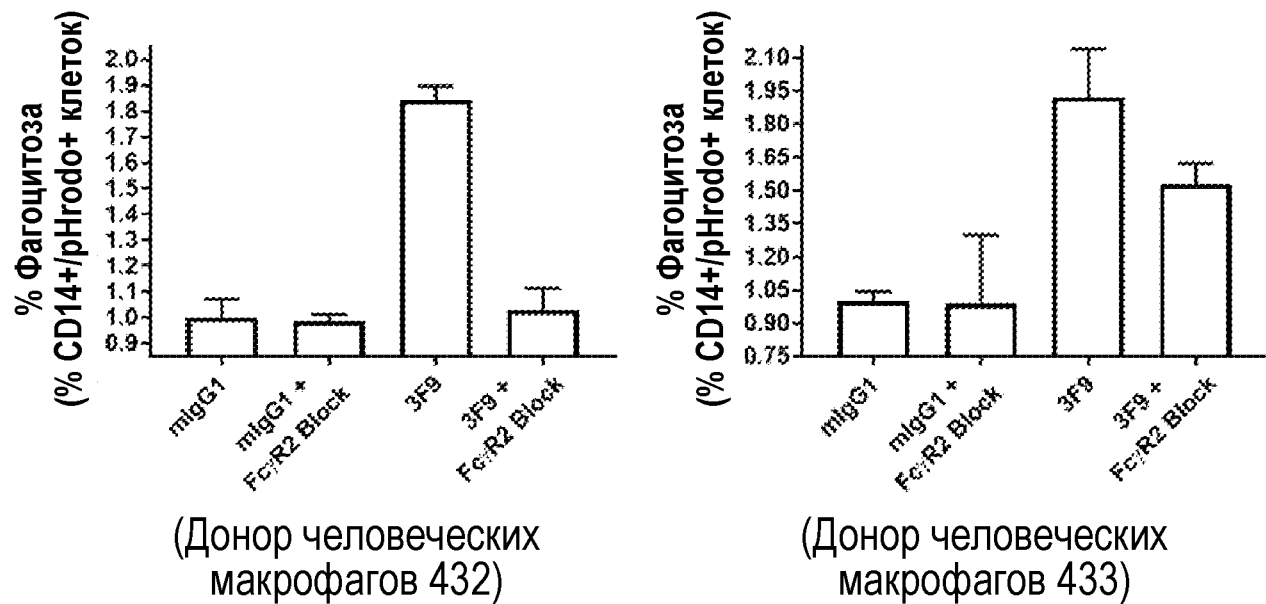 % Фагоцитоза
(% CD14+/pHrodo+ клеток)
2.0
1.9
1.8
1.7
1.6
1.5
1.4
1.3
1.2
1.1
1.0
0.9
mIgG1
mIgG1 +
FcγR2 Block
3F9
3F9 +
FcγR2 Block
(Донор человеческих
макрофагов 432)
% Фагоцитоза
(% CD14+/pHrodo+ клеток)
2.10
1.95
1.80
1.65
1.50
1.35
1.20
1.05
0.90
0.75
mIgG1
mIgG1 +
FcγR2 Block
3F9
3F9 +
FcγR2 Block
(Донор человеческих
макрофагов 433)